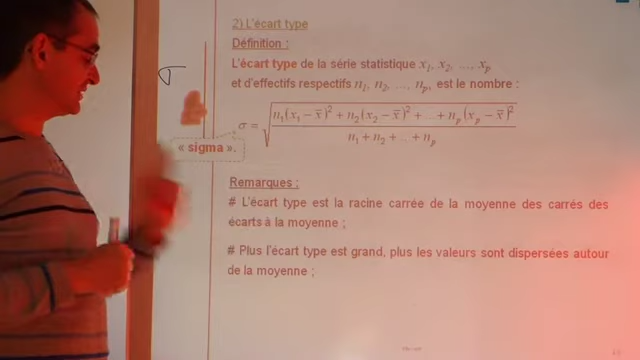 2) L'écart type
Définition :
L'écart type de la série statistique x₁, x₂, ..., xₚ
et d'effectifs respectifs n₁, n₂, ..., nₚ, est le nombre :
σ
σ = √((n₁(x₁ − x̄)² + n₂(x₂ − x̄)² + ... + nₚ(xₚ − x̄)²) / (n₁ + n₂ + ... + nₚ))
« sigma ».
Remarques :
# L'écart type est la racine carrée de la moyenne des carrés des
écarts à la moyenne ;
# Plus l'écart type est grand, plus les valeurs sont dispersées autour
de la moyenne ;